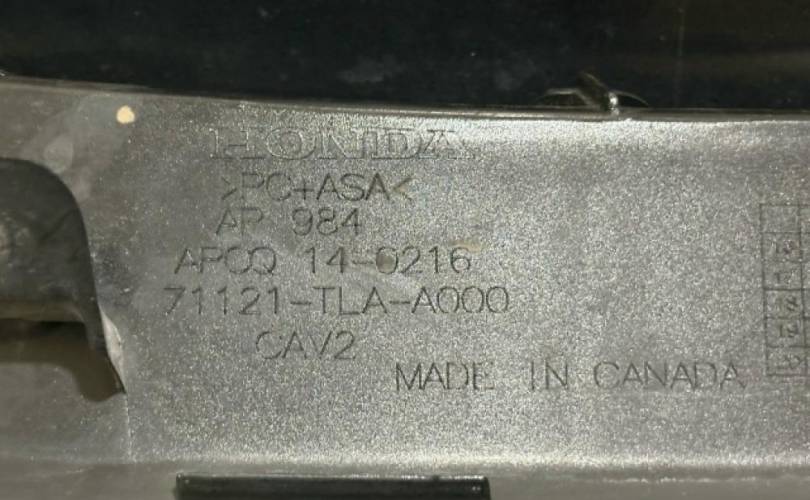 HONDA
>PC+ASA<
AP 984
APCQ 14-0216
71121-TLA-A000
CAV2
MADE IN CANADA